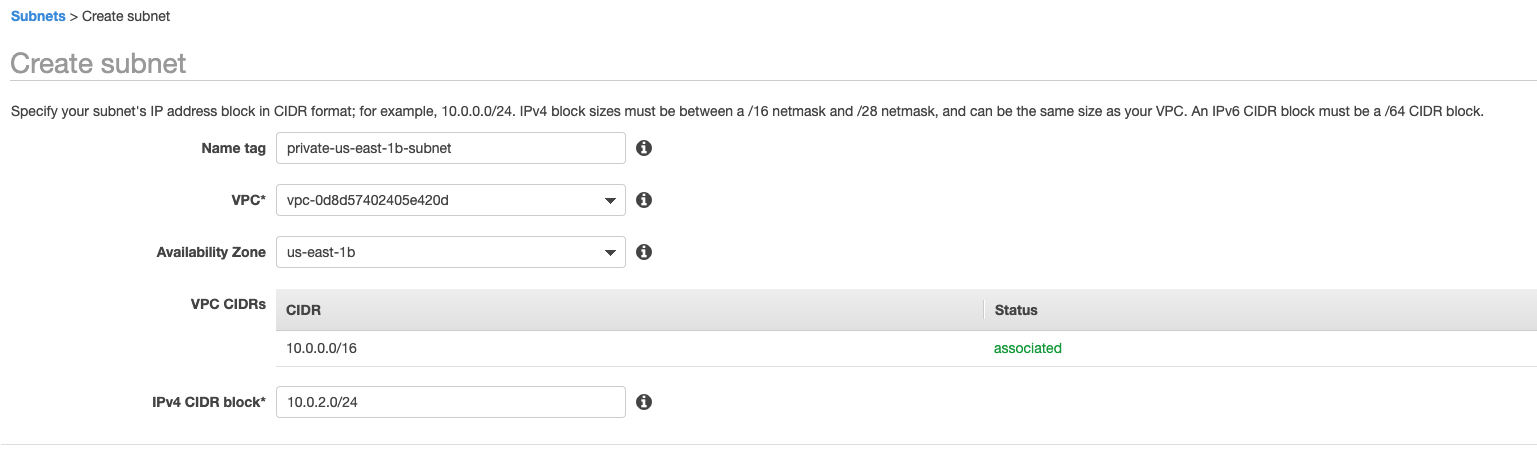 Subnets > Create subnet
Create subnet
Specify your subnet's IP address block in CIDR format; for example, 10.0.0.0/24. IPv4 block sizes must be between a /16 netmask and /28 netmask, and can be the same size as your VPC. An IPv6 CIDR block must be a /64 CIDR block.
Name tag private-us-east-1b-subnet
VPC* vpc-0d8d57402405e420d
Availability Zone us-east-1b
VPC CIDRs CIDR Status
10.0.0.0/16 associated
IPv4 CIDR block* 10.0.2.0/24